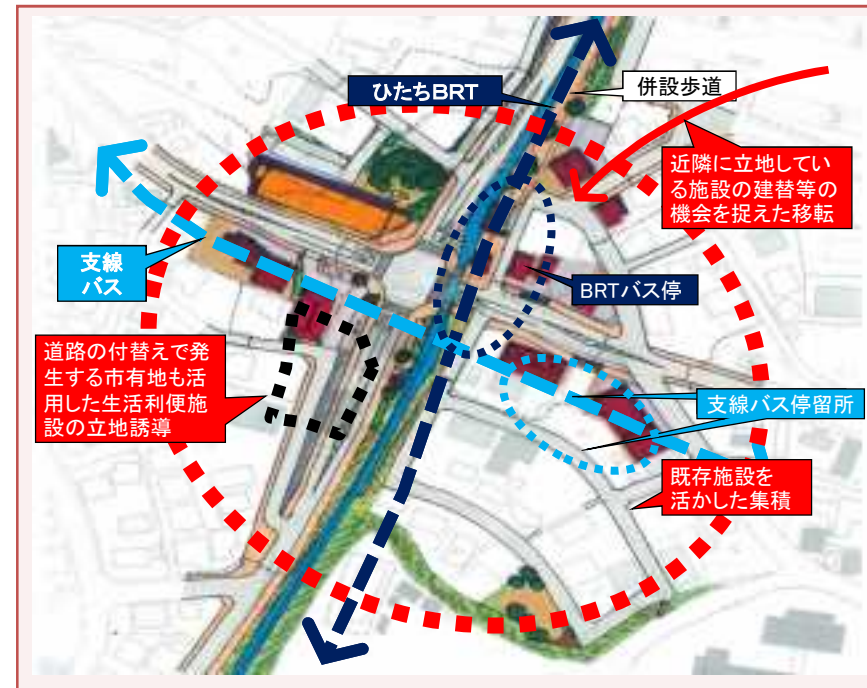 ひたちBRT
併設歩道
近隣に立地してい
る施設の建替等の
機会を捉えた移転
支線
バス
BRTバス停
道路の付替えで発
生する市有地も活
用した生活利便施
設の立地誘導
支線バス停留所
既存施設を
活かした集積